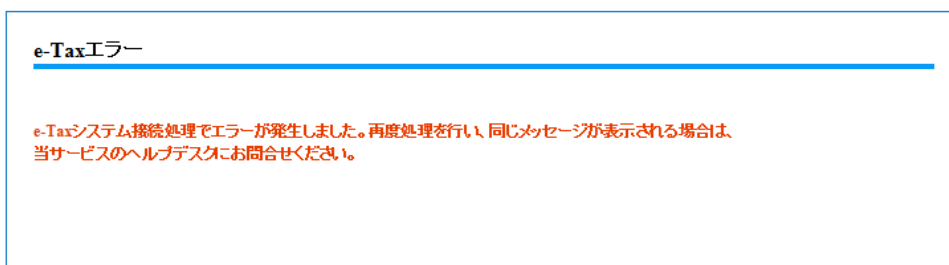 e-Taxエラー
e-Taxシステム接続処理でエラーが発生しました。再度処理を行い、同じメッセージが表示される場合は、
当サービスのヘルプデスクにお問合せください。